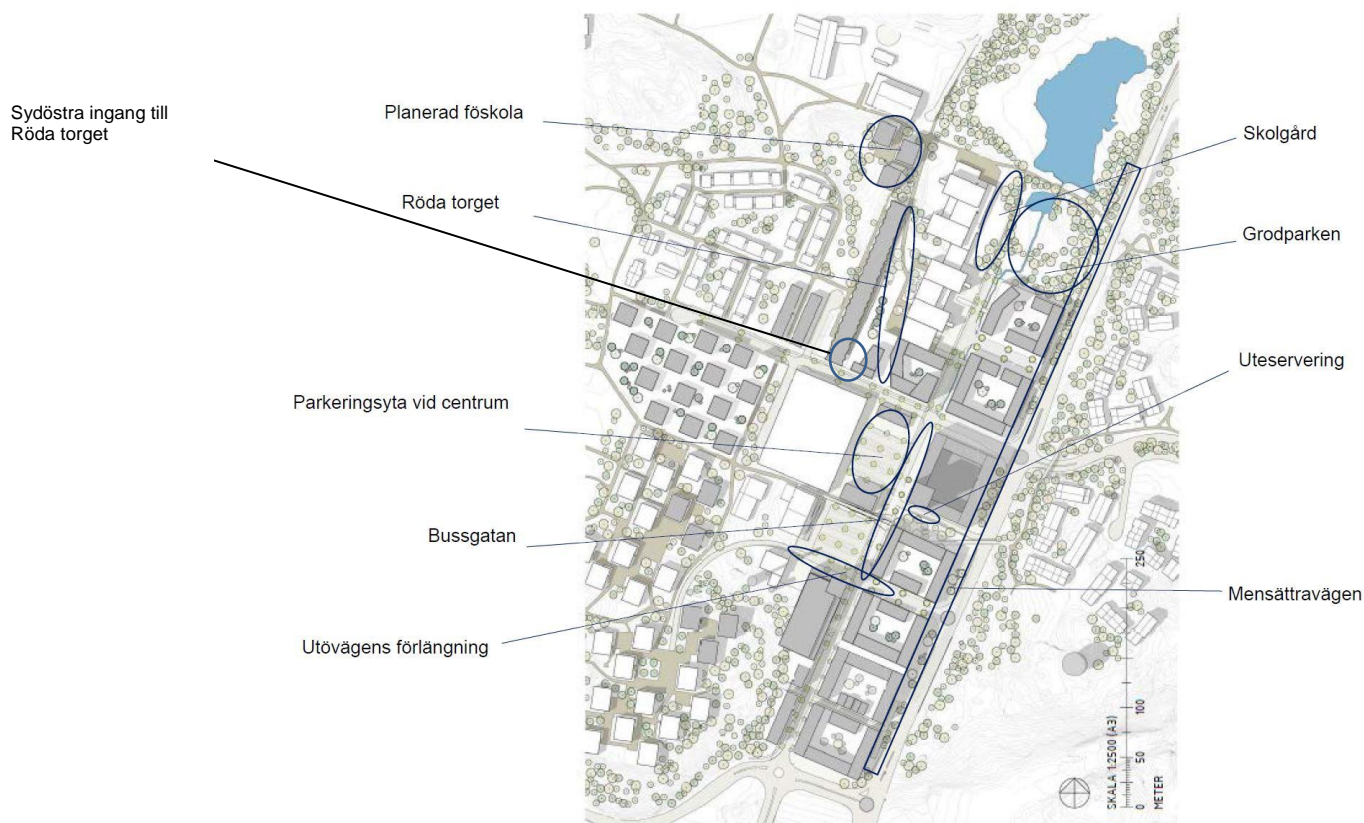 Sydöstra ingang till
Röda torget
Planerad föskola
Röda torget
Parkeringsyta vid centrum
Bussgatan
Utövägens förlängning
Skolgård
Grodparken
Uteservering
Mensättravägen
SKALA 1:2500 (A3)
METER
0
50
100
250